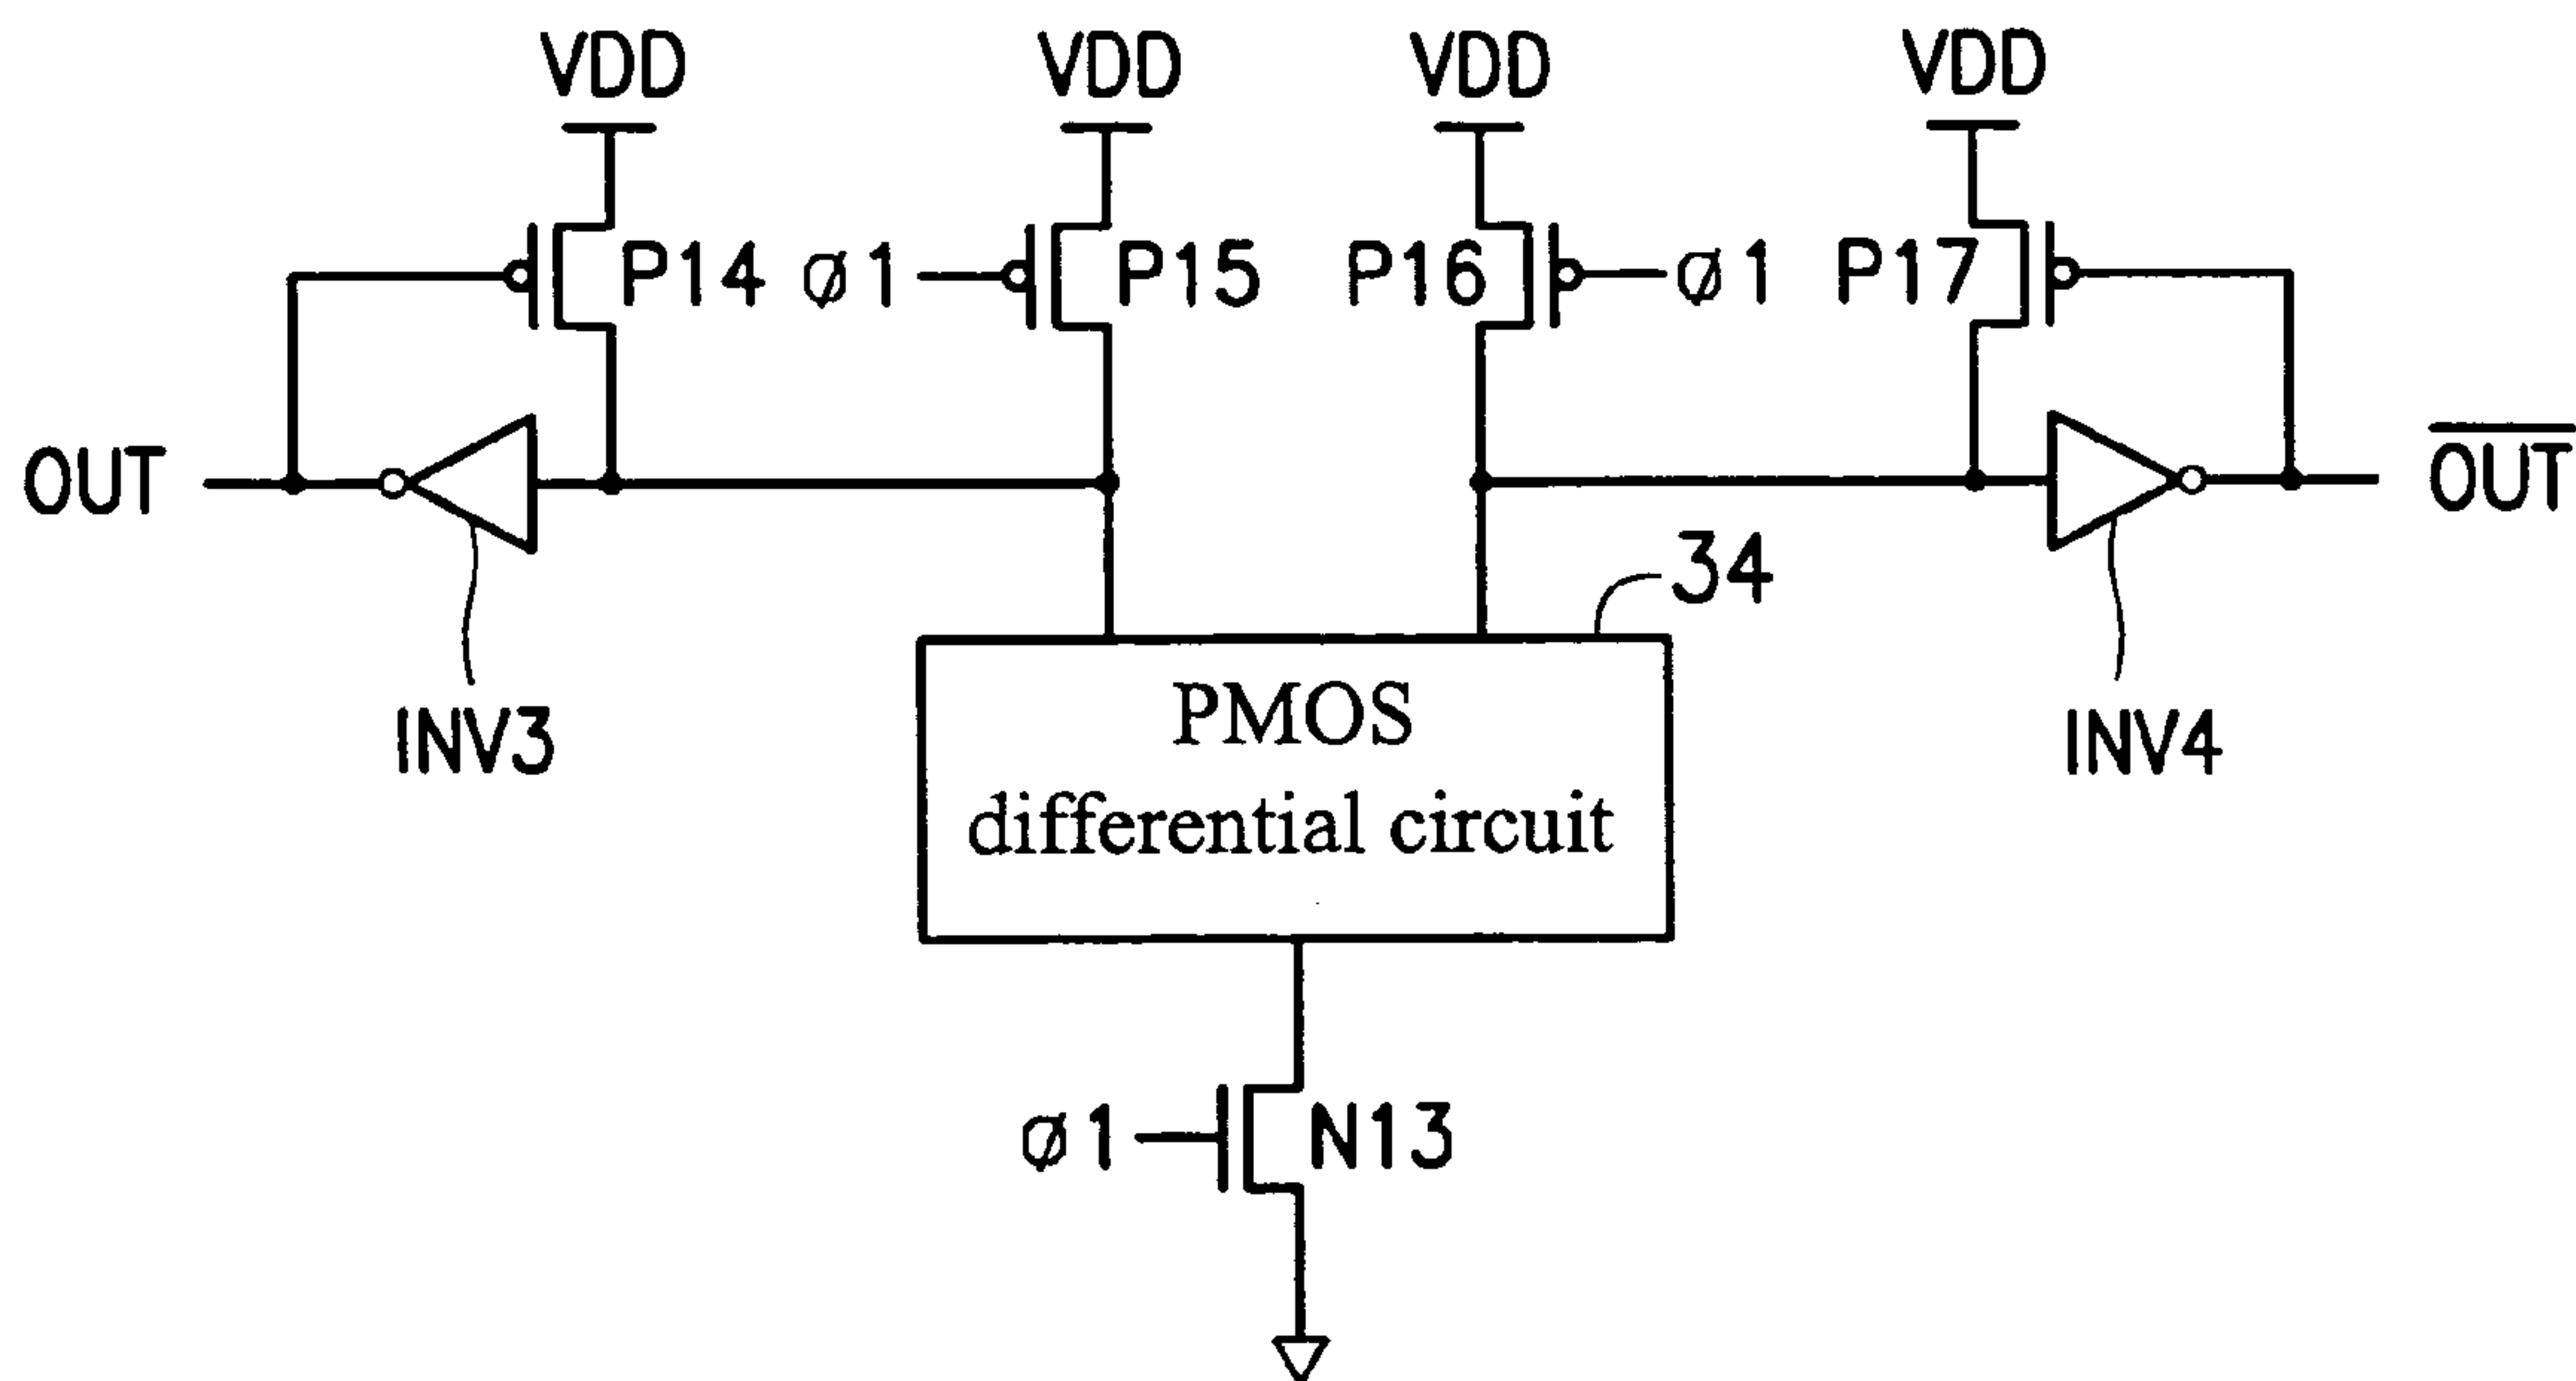 VDD VDD VDD VDD
P14 ø1 P15 P16 ø1 P17
OUT OUT
34
PMOS
differential circuit
INV3 INV4
ø1 N13